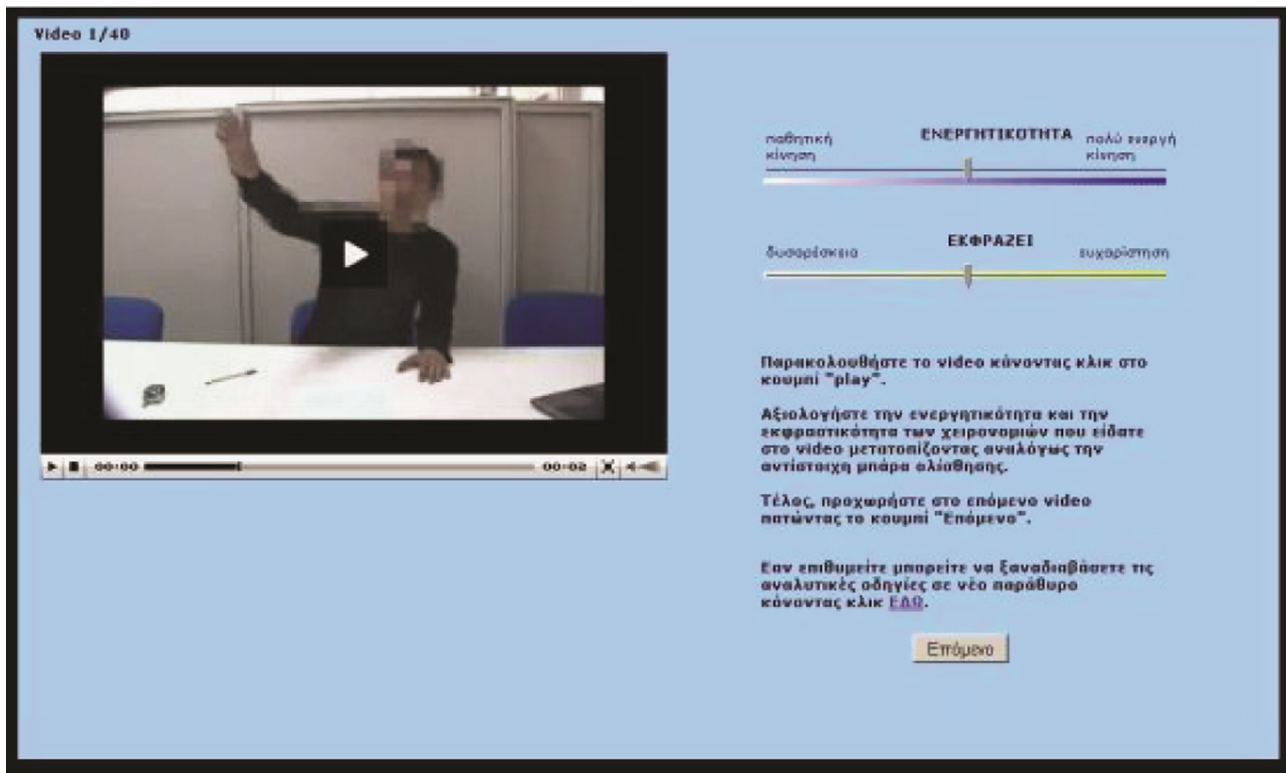 Video 1/40
00:00
00:02
ΕΝΕΡΓΗΤΙΚΟΤΗΤΑ
παθητική
κίνηση
πολύ ενεργή
κίνηση
ΕΚΦΡΑΖΕΙ
δυσαρέσκεια
ευχαρίστηση
Παρακολουθήστε το video κάνοντας κλικ στο
κουμπί "play".
Αξιολογήστε την ενεργητικότητα και την
εκφραστικότητα των χειρονομιών που είδατε
στο video μετατοπίζοντας αναλόγως την
αντίστοιχη μπάρα ολίσθησης.
Τέλος, προχωρήστε στο επόμενο video
πατώντας το κουμπί "Επόμενο".
Εαν επιθυμείτε μπορείτε να ξαναδιαβάσετε τις
αναλυτικές οδηγίες σε νέο παράθυρο
κάνοντας κλικ ΕΔΩ.
Επόμενο